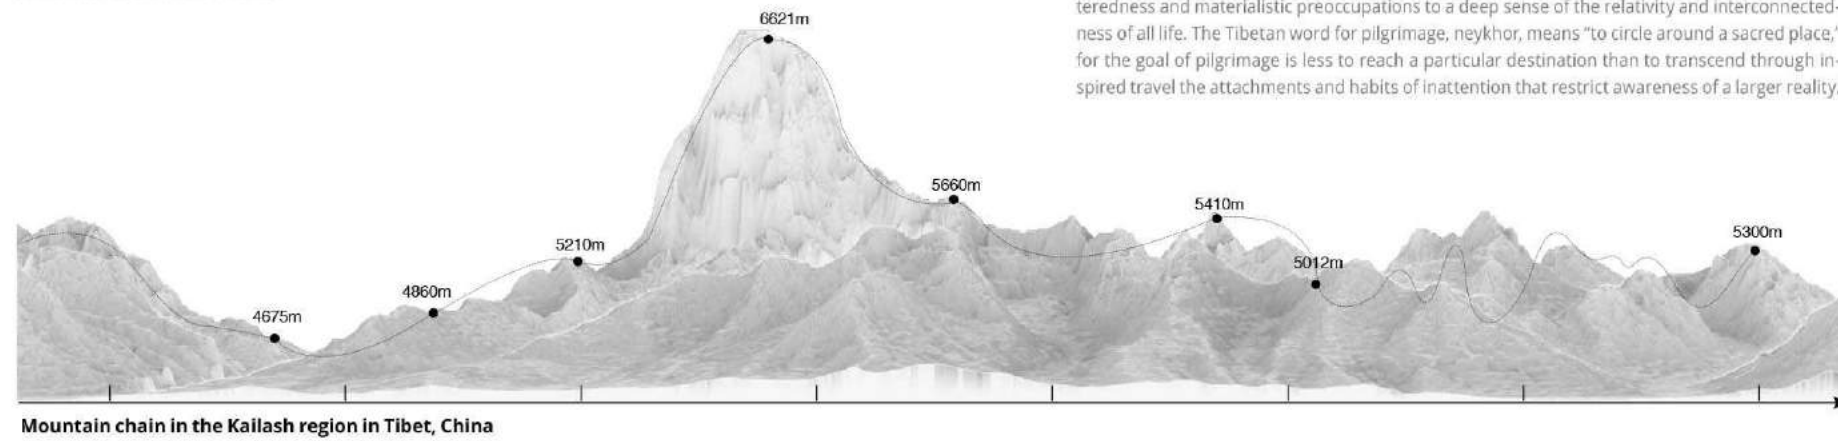 teredness and materialistic preoccupations to a deep sense of the relativity and interconnected-
ness of all life. The Tibetan word for pilgrimage, neykhor, means “to circle around a sacred place,”
for the goal of pilgrimage is less to reach a particular destination than to transcend through in-
spired travel the attachments and habits of inattention that restrict awareness of a larger reality.
6621m
5660m
5410m
5300m
5210m
5012m
4860m
4675m
Mountain chain in the Kailash region in Tibet, China